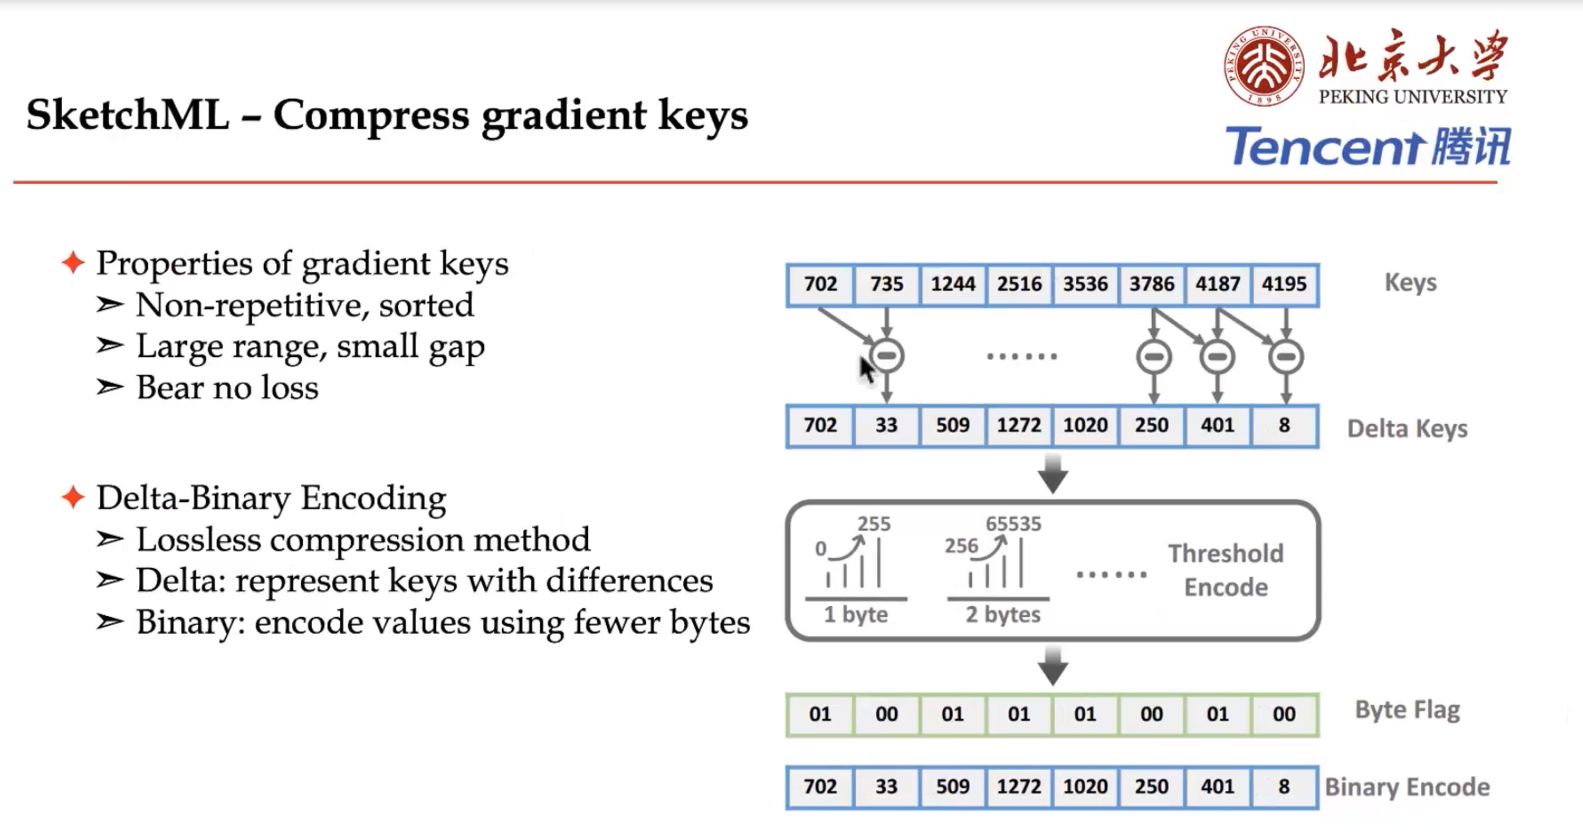 北京大学
PEKING UNIVERSITY
PEKING UNIVERSITY
1898
Tencent 腾讯
SketchML – Compress gradient keys
Properties of gradient keys
Non-repetitive, sorted
Large range, small gap
Bear no loss
Delta-Binary Encoding
Lossless compression method
Delta: represent keys with differences
Binary: encode values using fewer bytes
702 735 1244 2516 3536 3786 4187 4195 Keys
......
702 33 509 1272 1020 250 401 8 Delta Keys
0 255
1 byte
256 65535
2 bytes
......
Threshold
Encode
01 00 01 01 01 00 01 00 Byte Flag
702 33 509 1272 1020 250 401 8 Binary Encode